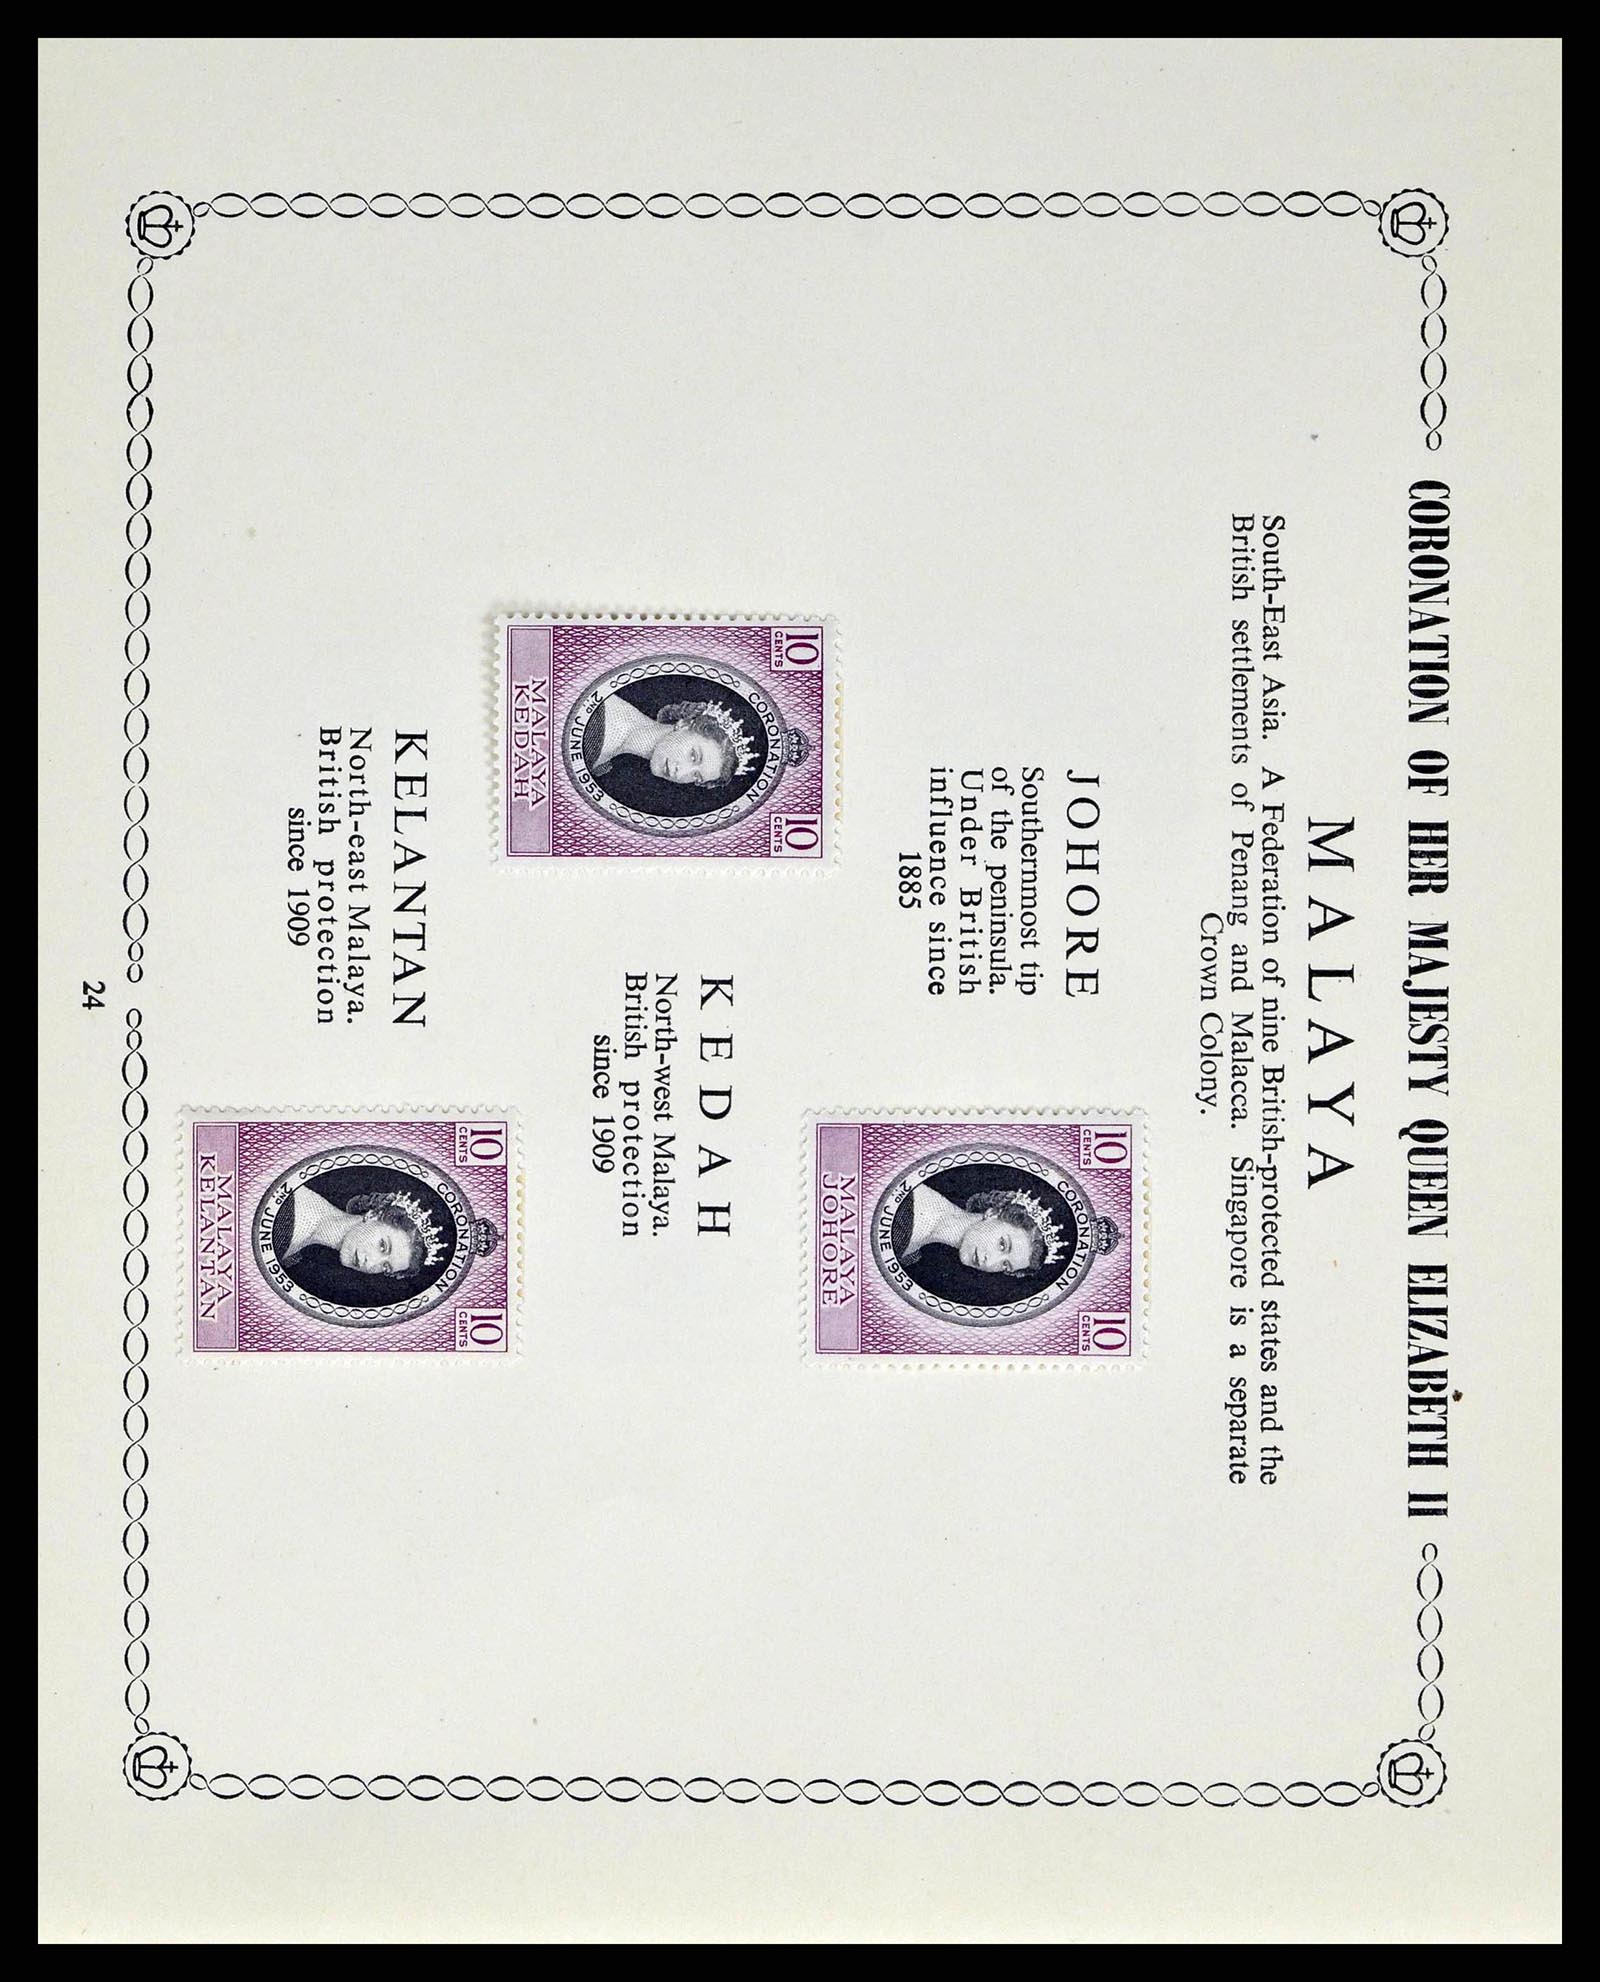 CORONATION OF HER MAJESTY QUEEN ELIZABETH II
MALAYA
South-East Asia. A Federation of nine British-protected states and the
British settlements of Penang and Malacca. Singapore is a separate
Crown Colony.
JOHORE
Southernmost tip
of the peninsula.
Under British
influence since
1885
10 CENTS
10 CENTS
CORONATION
2ND JUNE 1953
MALAYA
JOHORE
10 CENTS
10 CENTS
CORONATION
2ND JUNE 1953
MALAYA
KEDAH
KEDAH
North-west Malaya.
British protection
since 1909
KELANTAN
North-east Malaya.
British protection
since 1909
10 CENTS
10 CENTS
CORONATION
2ND JUNE 1953
MALAYA
KELANTAN
24